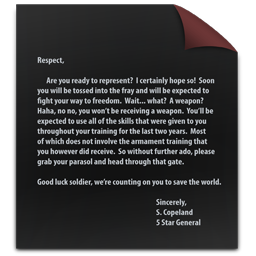 Respect,
Are you ready to represent? I certainly hope so! Soon
you will be tossed into the fray and will be expected to
fight your way to freedom. Wait... what? A weapon?
Haha, no no, you won't be receiving a weapon. You'll be
expected to use all of the skills that were given to you
throughout your training for the last two years. Most
of which does not involve the armament training that
you however did receive. So without further ado, please
grab your parasol and head through that gate.
Good luck soldier, we're counting on you to save the world.
Sincerely,
S. Copeland
5 Star General